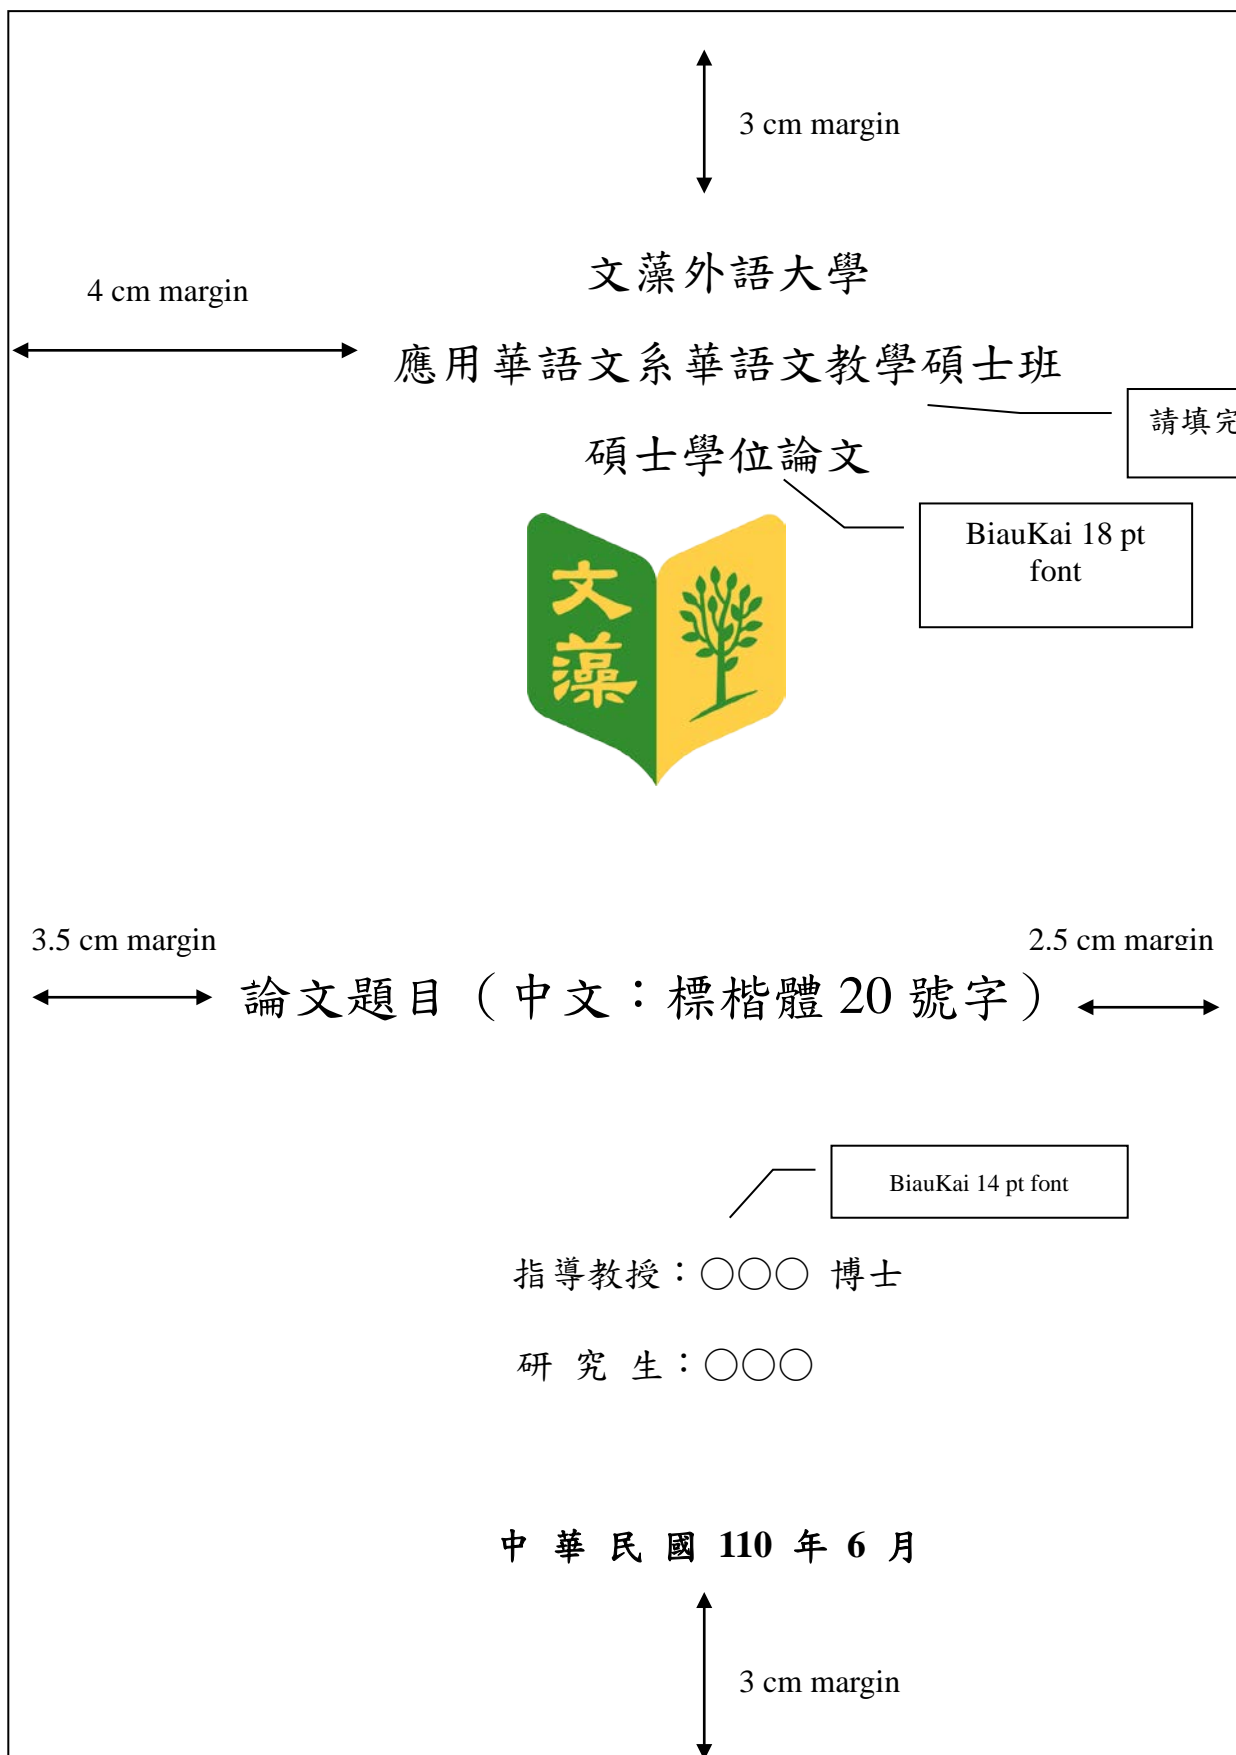 3 cm margin
文藻外語大學
4 cm margin
應用華語文系華語文教學碩士班
請填完
碩士學位論文
BiauKai 18 pt
font
文
藻
3.5 cm margin
2.5 cm margin
論文題目（中文：標楷體 20 號字）
BiauKai 14 pt font
指導教授：○○○ 博士
研 究 生：○○○
中 華 民 國 110 年 6 月
3 cm margin